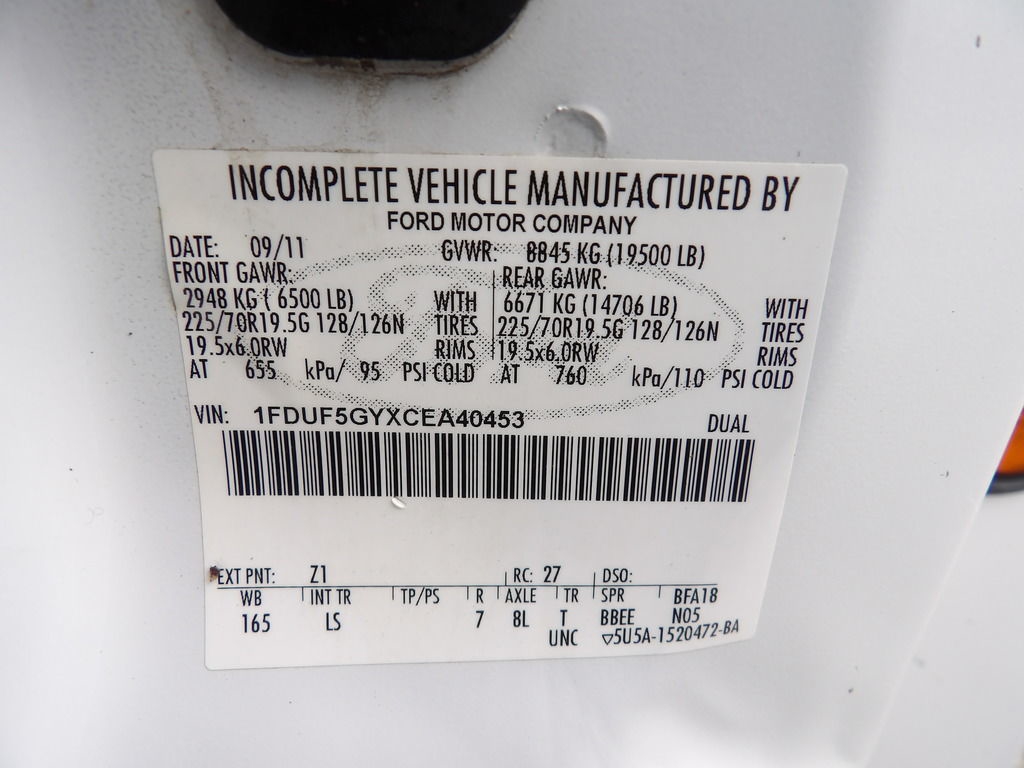 INCOMPLETE VEHICLE MANUFACTURED BY
FORD MOTOR COMPANY
DATE: 09/11 GVWR: 8845 KG (19500 LB)
FRONT GAWR: REAR GAWR:
2948 KG ( 6500 LB) WITH 6671 KG (14706 LB) WITH
225/70R19.5G 128/126N TIRES 225/70R19.5G 128/126N TIRES
19.5x6.0RW RIMS 19.5x6.0RW RIMS
AT 655 kPa/ 95 PSI COLD AT 760 kPa/110 PSI COLD
VIN: 1FDUF5GYXCEA40453 DUAL
EXT PNT: Z1 RC: 27 DSO:
WB INT TR TP/PS R AXLE TR SPR BFA18
165 LS 7 8L T BBEE N05
UNC ▽5U5A-1520472-BA